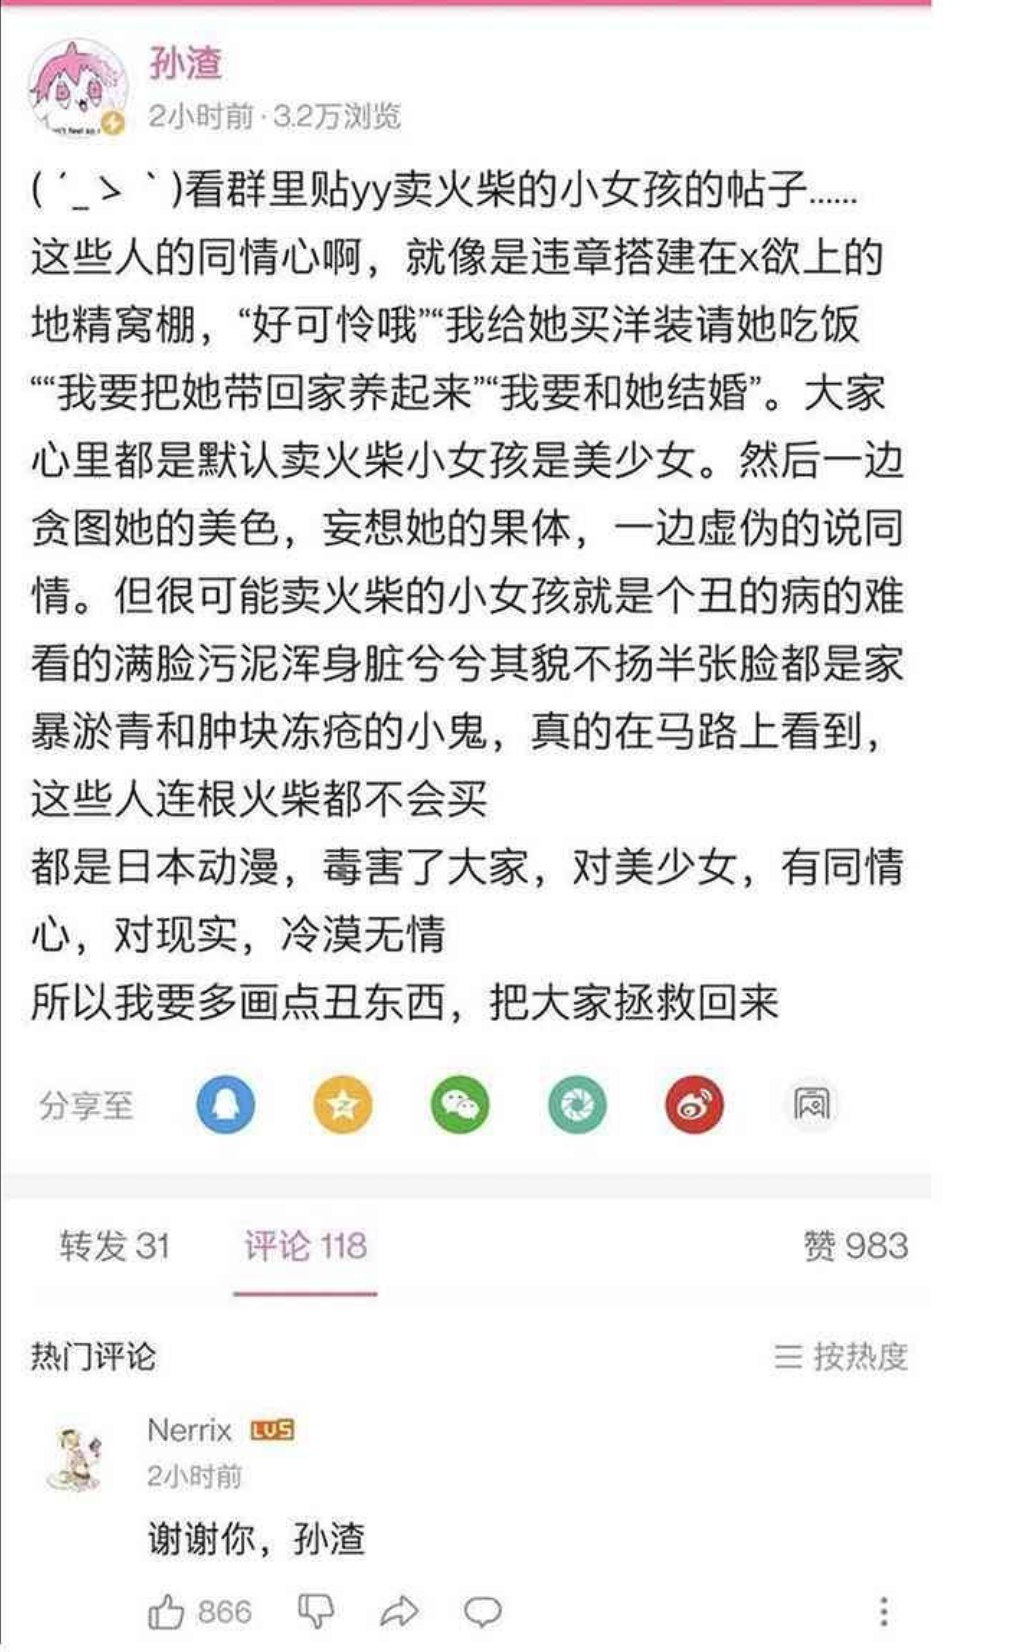 孙渣
2小时前·3.2万浏览
( ´_ゝ｀)看群里贴yy卖火柴的小女孩的帖子......
这些人的同情心啊，就像是违章搭建在x欲上的
地精窝棚，“好可怜哦”“我给她买洋装请她吃饭
““我要把她带回家养起来”“我要和她结婚”。大家
心里都是默认卖火柴小女孩是美少女。然后一边
贪图她的美色，妄想她的果体，一边虚伪的说同
情。但很可能卖火柴的小女孩就是个丑的病的难
看的满脸污泥浑身脏兮兮其貌不扬半张脸都是家
暴淤青和肿块冻疮的小鬼，真的在马路上看到，
这些人连根火柴都不会买
都是日本动漫，毒害了大家，对美少女，有同情
心，对现实，冷漠无情
所以我要多画点丑东西，把大家拯救回来
分享至
转发 31 评论 118 赞 983
热门评论 按热度
Nerrix LV5
2小时前
谢谢你，孙渣
866